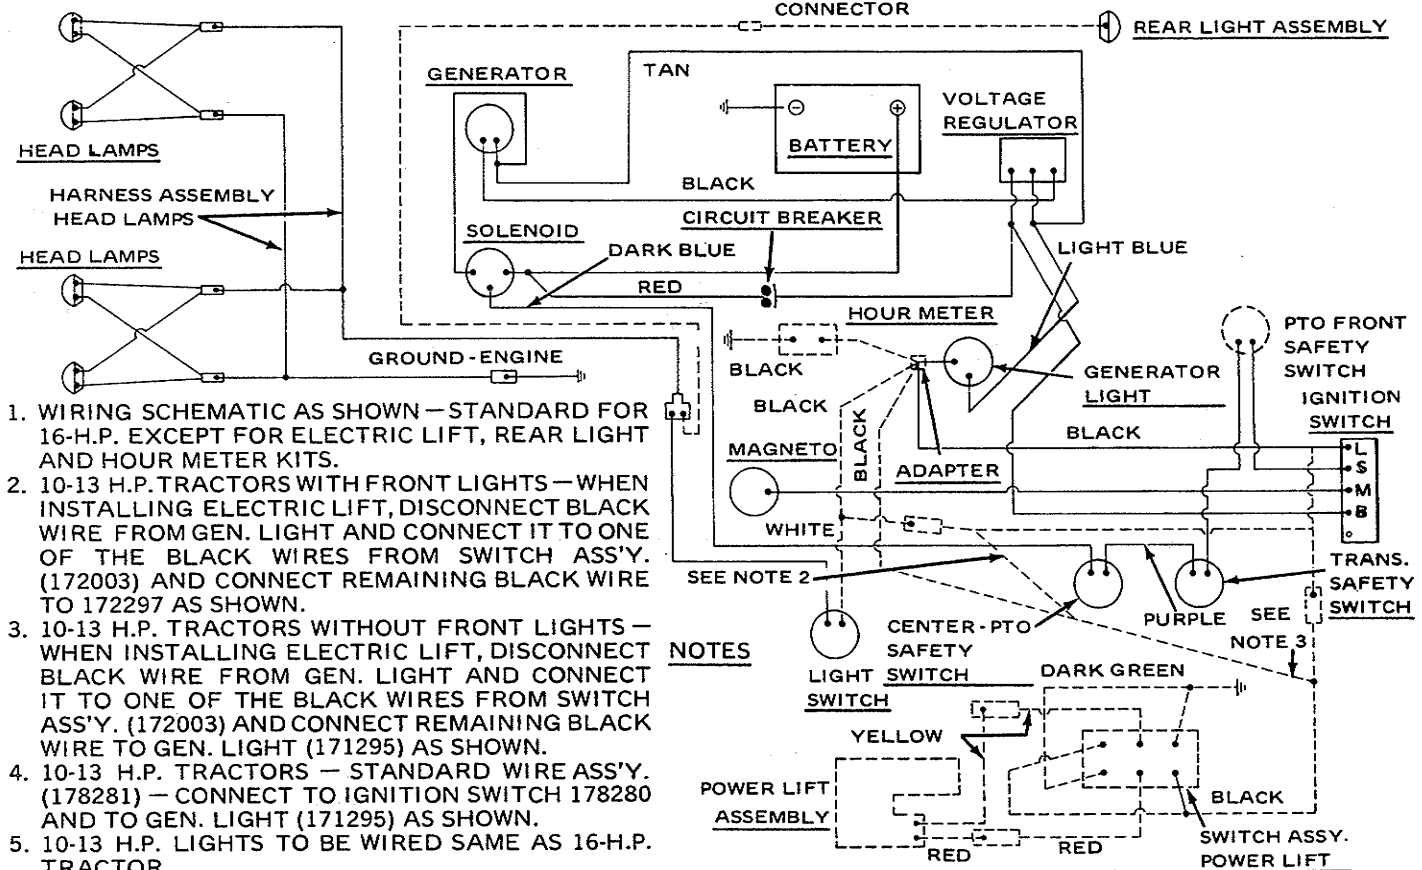 CONNECTOR
REAR LIGHT ASSEMBLY
GENERATOR
TAN
BATTERY
VOLTAGE
REGULATOR
HEAD LAMPS
HARNESS ASSEMBLY
HEAD LAMPS
BLACK
CIRCUIT BREAKER
SOLENOID
DARK BLUE
LIGHT BLUE
HEAD LAMPS
RED
HOUR METER
PTO FRONT
SAFETY
SWITCH
GROUND-ENGINE
BLACK
GENERATOR
LIGHT
IGNITION
SWITCH
BLACK
BLACK
BLACK
MAGNETO
ADAPTER
L
S
M
B
WHITE
SEE NOTE 2
TRANS.
SAFETY
SWITCH
CENTER-PTO
SAFETY
SWITCH
PURPLE
SEE
NOTE 3
LIGHT
SWITCH
DARK GREEN
YELLOW
POWER LIFT
ASSEMBLY
BLACK
RED
RED
SWITCH ASSY.
POWER LIFT
NOTES
1. WIRING SCHEMATIC AS SHOWN — STANDARD FOR
16-H.P. EXCEPT FOR ELECTRIC LIFT, REAR LIGHT
AND HOUR METER KITS.
2. 10-13 H.P. TRACTORS WITH FRONT LIGHTS — WHEN
INSTALLING ELECTRIC LIFT, DISCONNECT BLACK
WIRE FROM GEN. LIGHT AND CONNECT IT TO ONE
OF THE BLACK WIRES FROM SWITCH ASS'Y.
(172003) AND CONNECT REMAINING BLACK WIRE
TO 172297 AS SHOWN.
3. 10-13 H.P. TRACTORS WITHOUT FRONT LIGHTS —
WHEN INSTALLING ELECTRIC LIFT, DISCONNECT
BLACK WIRE FROM GEN. LIGHT AND CONNECT
IT TO ONE OF THE BLACK WIRES FROM SWITCH
ASS'Y. (172003) AND CONNECT REMAINING BLACK
WIRE TO GEN. LIGHT (171295) AS SHOWN.
4. 10-13 H.P. TRACTORS — STANDARD WIRE ASS'Y.
(178281) — CONNECT TO IGNITION SWITCH 178280
AND TO GEN. LIGHT (171295) AS SHOWN.
5. 10-13 H.P. LIGHTS TO BE WIRED SAME AS 16-H.P.
TRACTOR